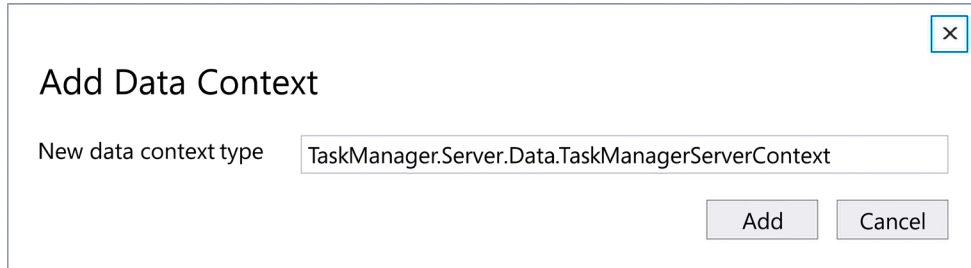 Add Data Context
New data context type TaskManager.Server.Data.TaskManagerServerContext
Add Cancel